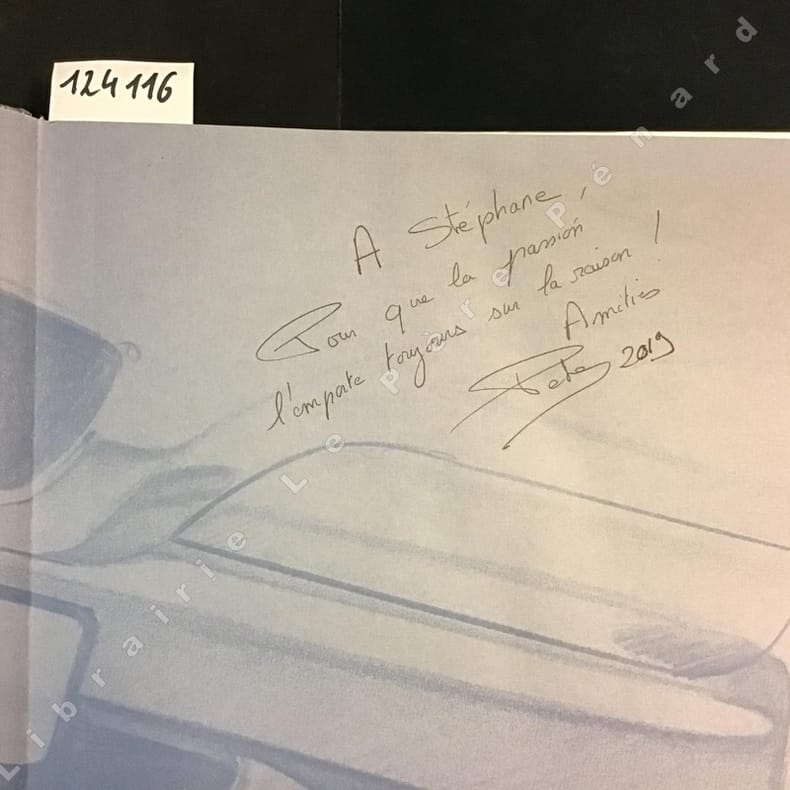 124116
A Stéphane,
Pour que la passion
l'emporte toujours sur la raison !
Amitiés
2019
Librairie Le Père Pénard